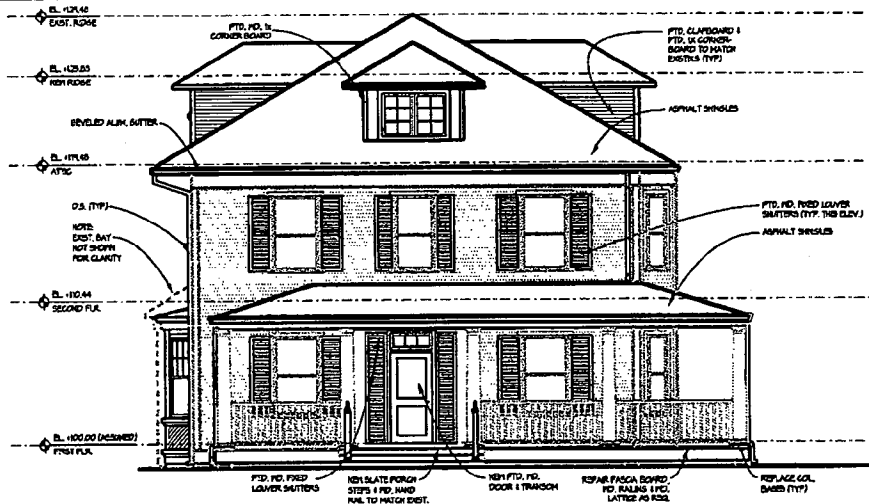 EL. +129.48
EXIST. RIDGE
PTD. WD. 1x
CORNER BOARD
PTD. CLAPBOARD &
PTD. 1X CORNER-
BOARD TO MATCH
EXSTIXS (TYP)
EL. +125.85
NEW RIDGE
BEVELED ALUM. GUTTER
ASPHALT SHINGLES
EL. +119.48
ATTIC
D.S. (TYP)
NOTE:
EXIST. BAY
NOT SHOWN
FOR CLARITY
PTD. WD. FIXED LOUVER
SHUTTERS (TYP. THIS ELEV.)
ASPHALT SHINGLES
EL. +110.44
SECOND FLR.
EL. +100.00 (ASSUMED)
FIRST FLR.
PTD. WD. FIXED
LOUVER SHUTTERS
NEW SLATE PORCH
STEPS & WD. HAND
RAIL TO MATCH EXIST.
NEW PTD. WD.
DOOR & TRANSOM
REPAIR FASCIA BOARD,
WD. RAILING & WD.
LATTICE AS REQ.
REPLACE COL.
BASES (TYP)